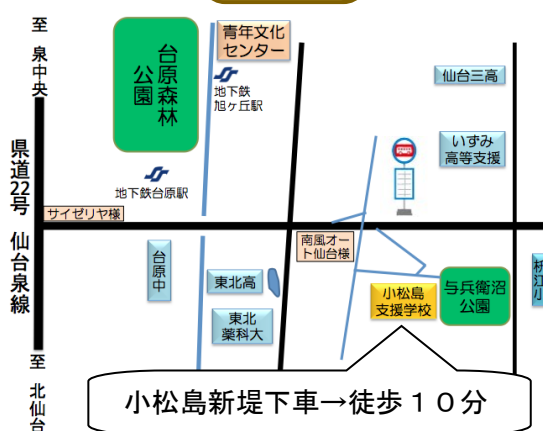 至
泉中央
県道22号 仙台泉線
至
北仙台
台原森林
公園
青年文化
センター
地下鉄
旭ヶ丘駅
地下鉄台原駅
サイゼリヤ様
台原中
東北高
東北
薬科大
南風オー
ト仙台様
仙台三高
いずみ
高等支援
小松島
支援学校
与兵衛沼
公園
枡江小
小松島新堤下車→徒歩１０分